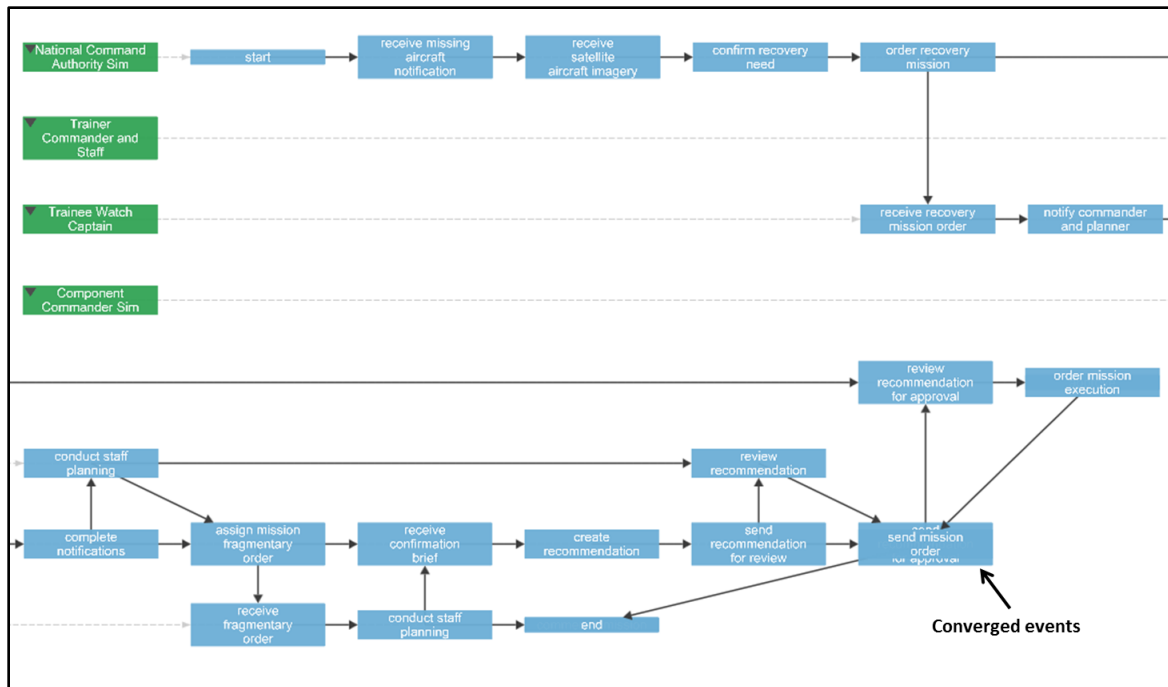 National Command
Authority Sim
start
receive missing
aircraft
notification
receive
satellite
aircraft imagery
confirm recovery
need
order recovery
mission
Trainer
Commander and
Staff
Trainee Watch
Captain
receive recovery
mission order
notify commander
and planner
Component
Commander Sim
review
recommendation
for approval
order mission
execution
conduct staff
planning
review
recommendation
complete
notifications
assign mission
fragmentary
order
receive
confirmation
brief
create
recommendation
send
recommendation
for review
send
send mission
order
for approval
receive
fragmentary
order
conduct staff
planning
end
Converged events